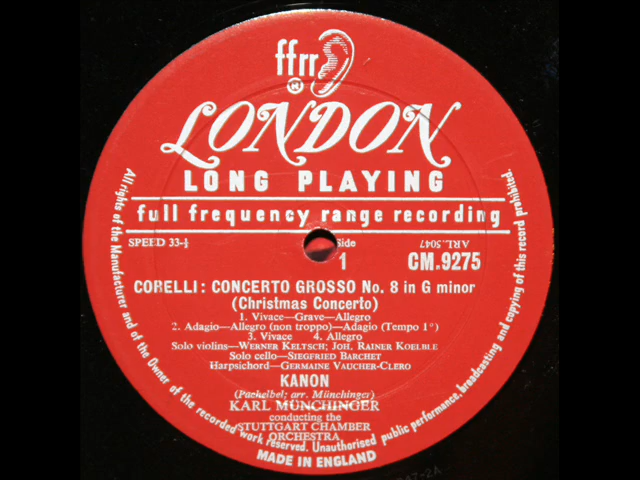 ffrr
®
LONDON
LONG PLAYING
full frequency range recording
SPEED 33⅓
Side
1
ARL.5047
CM.9275
CORELLI: CONCERTO GROSSO No. 8 in G minor
(Christmas Concerto)
1. Vivace—Grave—Allegro
2. Adagio—Allegro (non troppo)—Adagio (Tempo 1°)
3. Vivace 4. Allegro
Solo violins—WERNER KELTSCH; JOH. RAINER KOELBLE
Solo cello—SIEGFRIED BARCHET
Harpsichord—GERMAINE VAUCHER-CLERC
KANON
(Pachelbel; arr. Münchinger)
KARL MÜNCHINGER
conducting the
STUTTGART CHAMBER
ORCHESTRA
All rights of the Manufacturer and of the Owner of the recorded work reserved. Unauthorised public performance, broadcasting and copying of this record prohibited.
MADE IN ENGLAND